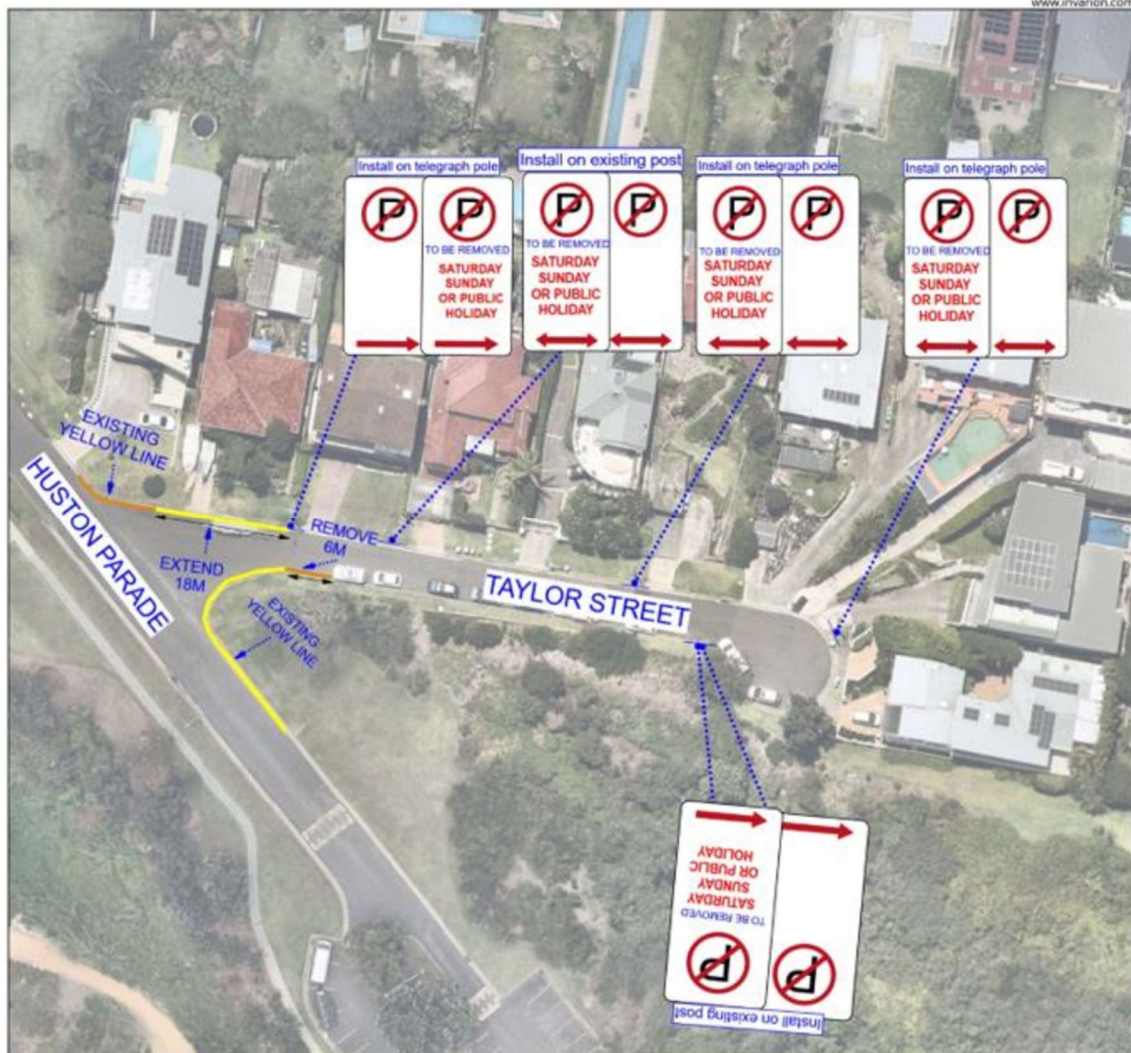 www.invarion.com
Install on telegraph pole
P
P
TO BE REMOVED
SATURDAY
SUNDAY
OR PUBLIC
HOLIDAY
Install on existing post
P
P
TO BE REMOVED
SATURDAY
SUNDAY
OR PUBLIC
HOLIDAY
Install on telegraph pole
P
P
TO BE REMOVED
SATURDAY
SUNDAY
OR PUBLIC
HOLIDAY
Install on telegraph pole
P
P
TO BE REMOVED
SATURDAY
SUNDAY
OR PUBLIC
HOLIDAY
EXISTING
YELLOW LINE
HUSTON PARADE
EXTEND
18M
REMOVE
6M
EXISTING
YELLOW LINE
TAYLOR STREET
Install on existing post
P
P
TO BE REMOVED
SATURDAY
SUNDAY
OR PUBLIC
HOLIDAY